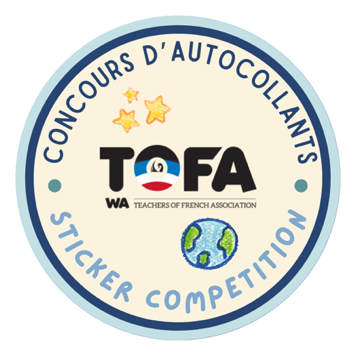 CONCOURS D'AUTOCOLLANTS
TOFA
WA TEACHERS OF FRENCH ASSOCIATION
STICKER COMPETITION